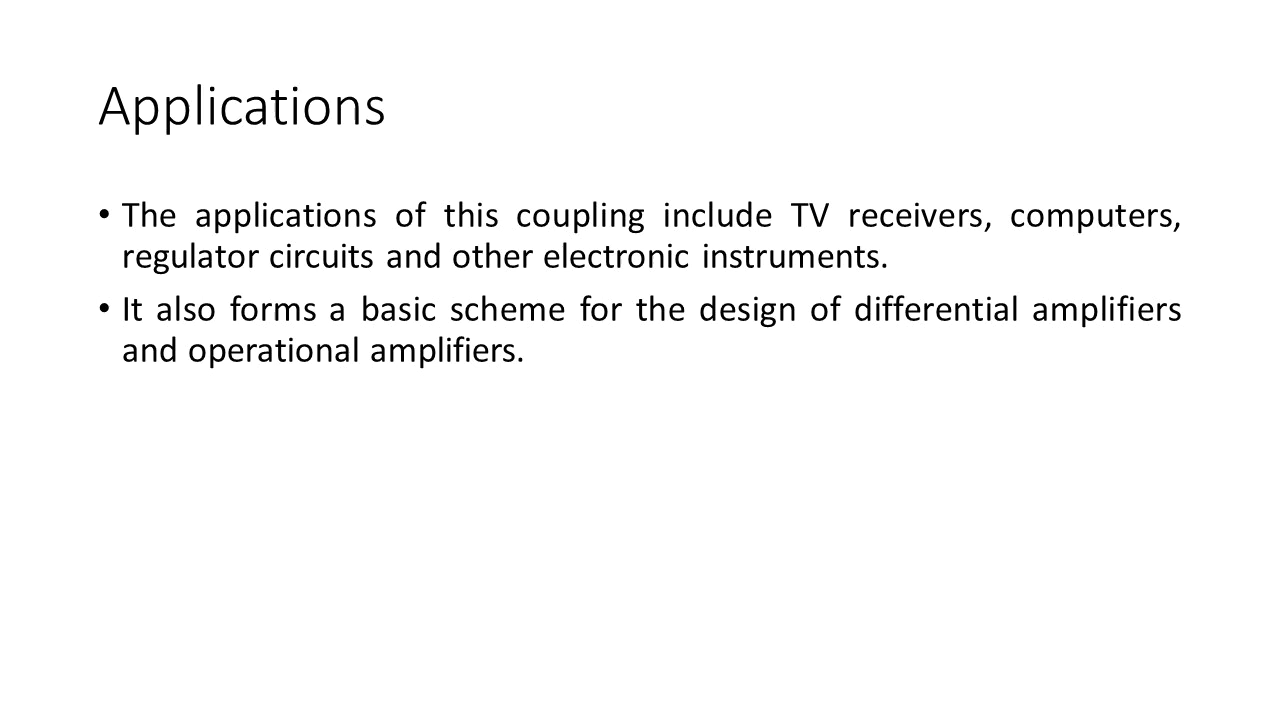 Applications
• The applications of this coupling include TV receivers, computers,
regulator circuits and other electronic instruments.
• It also forms a basic scheme for the design of differential amplifiers
and operational amplifiers.